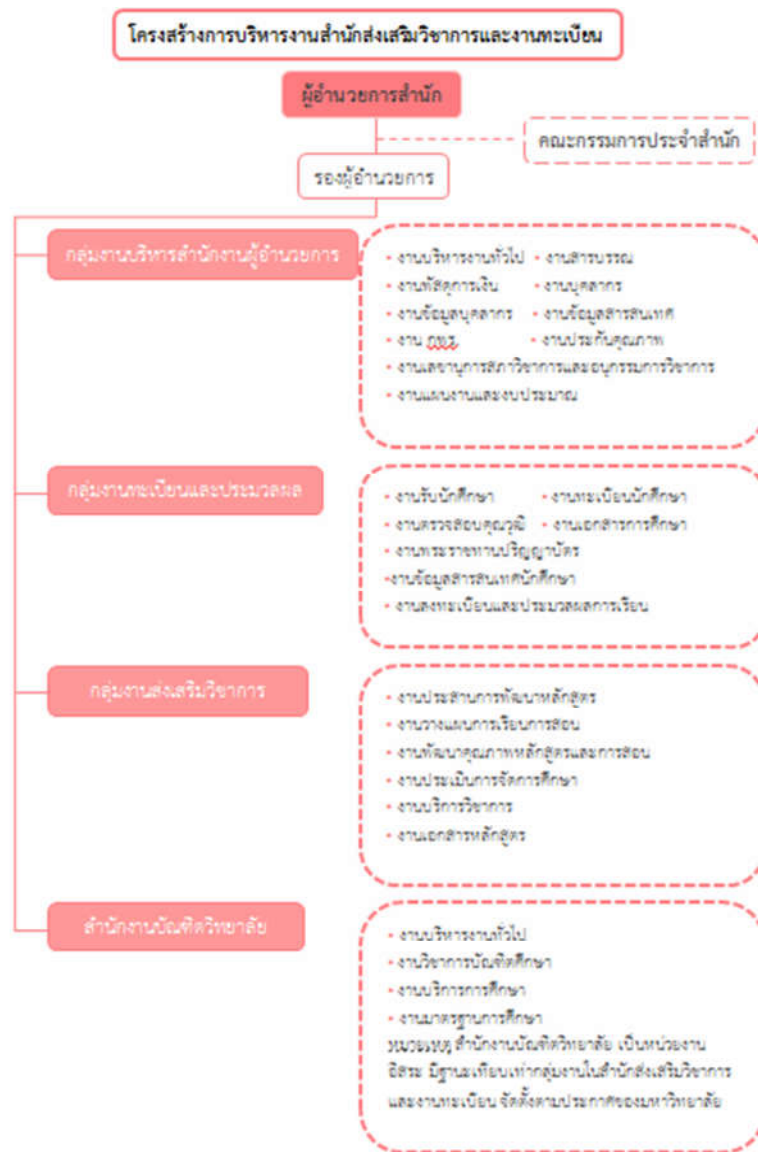 โครงสร้างการบริหารงานสำนักส่งเสริมวิชาการและงานทะเบียน
ผู้อำนวยการสำนัก
คณะกรรมการประจำสำนัก
รองผู้อำนวยการ
กลุ่มงานบริหารสำนักงานผู้อำนวยการ
• งานบริหารงานทั่วไป • งานสารบรรณ
• งานพัสดุการเงิน • งานบุคลากร
• งานข้อมูลบุคลากร • งานข้อมูลสารสนเทศ
• งาน กพร. • งานประกันคุณภาพ
• งานเลขานุการสภาวิชาการและอนุกรรมการวิชาการ
• งานแผนงานและงบประมาณ
กลุ่มงานทะเบียนและประมวลผล
• งานรับนักศึกษา • งานทะเบียนนักศึกษา
• งานตรวจสอบคุณวุฒิ • งานเอกสารการศึกษา
• งานพระราชทานปริญญาบัตร
•งานข้อมูลสารสนเทศนักศึกษา
• งานลงทะเบียนและประมวลผลการเรียน
กลุ่มงานส่งเสริมวิชาการ
• งานประสานการพัฒนาหลักสูตร
• งานวางแผนการเรียนการสอน
• งานพัฒนาคุณภาพหลักสูตรและการสอน
• งานประเมินการจัดการศึกษา
• งานบริการวิชาการ
• งานเอกสารหลักสูตร
สำนักงานบัณฑิตวิทยาลัย
• งานบริหารงานทั่วไป
• งานวิชาการบัณฑิตศึกษา
• งานบริการการศึกษา
• งานมาตรฐานการศึกษา
หมายเหตุ สำนักงานบัณฑิตวิทยาลัย เป็นหน่วยงาน
อิสระ มีฐานะเทียบเท่ากลุ่มงานในสำนักส่งเสริมวิชาการ
และงานทะเบียน จัดตั้งตามประกาศของมหาวิทยาลัย